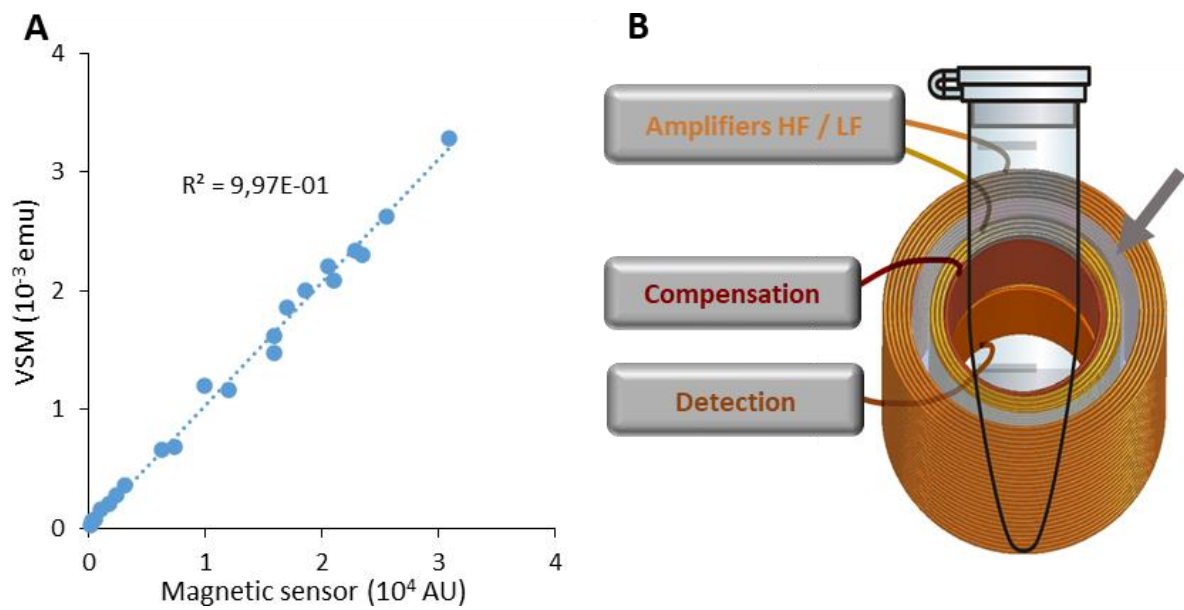 A
4
3
2
1
0
VSM (10⁻³ emu)
R² = 9,97E-01
0 1 2 3 4
Magnetic sensor (10⁴ AU)
B
Amplifiers HF / LF
Compensation
Detection